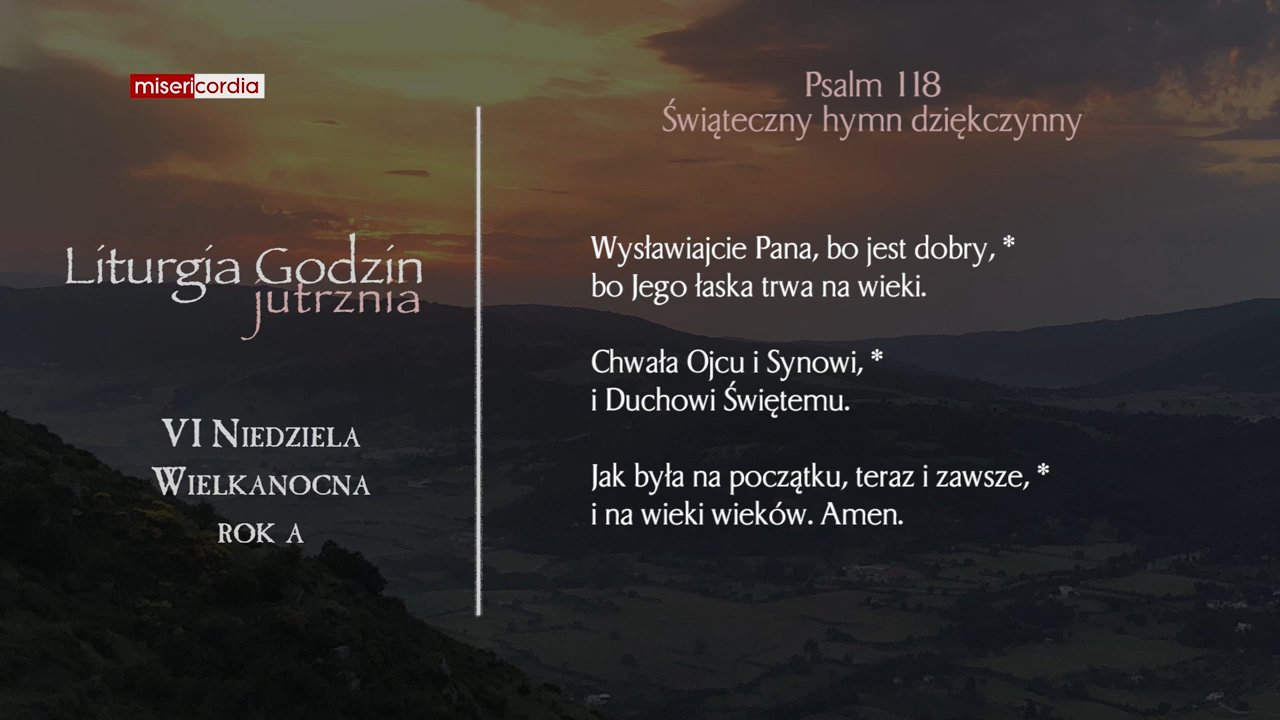 misericordia
Liturgia Godzin
jutrznia
VI Niedziela
Wielkanocna
rok A
Psalm 118
Świąteczny hymn dziękczynny
Wysławiajcie Pana, bo jest dobry, *
bo Jego łaska trwa na wieki.
Chwała Ojcu i Synowi, *
i Duchowi Świętemu.
Jak była na początku, teraz i zawsze, *
i na wieki wieków. Amen.